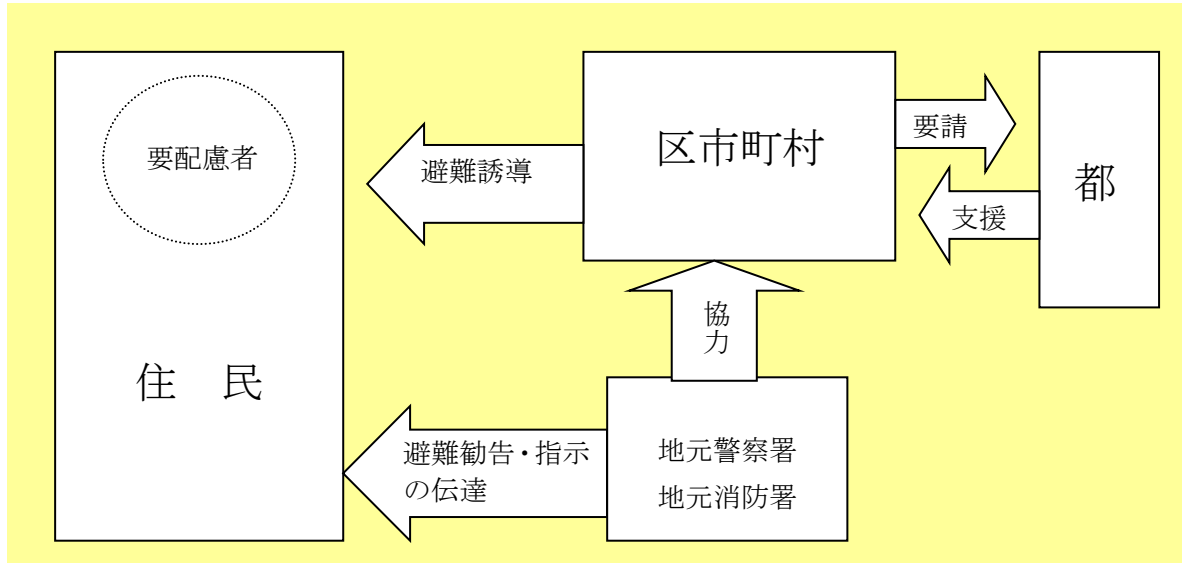 要配慮者
住　民
避難誘導
区市町村
要請
支援
都
協
力
避難勧告・指示
の伝達
地元警察署
地元消防署